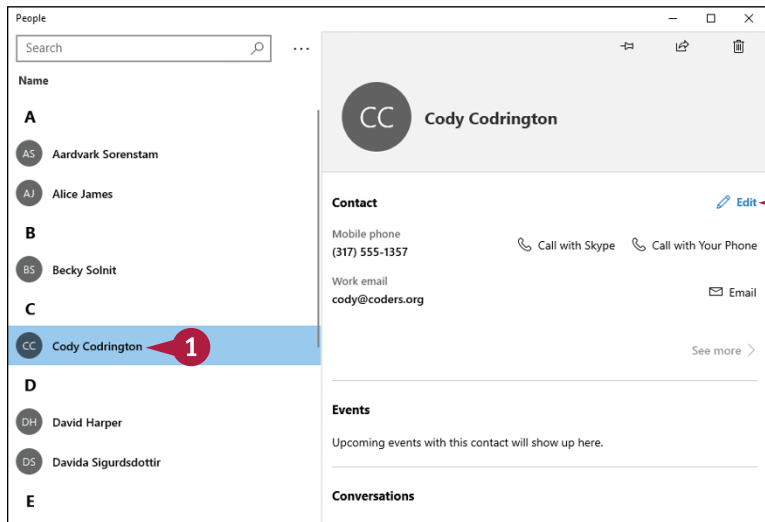 People
Search
...
Name
A
AS Aardvark Sorenstam
AJ Alice James
B
BS Becky Solnit
C
CC Cody Codrington 1
D
DH David Harper
DS Davida Sigurdsdottir
E
CC Cody Codrington
Contact Edit
Mobile phone
(317) 555-1357 Call with Skype Call with Your Phone
Work email
cody@coders.org Email
See more
Events
Upcoming events with this contact will show up here.
Conversations